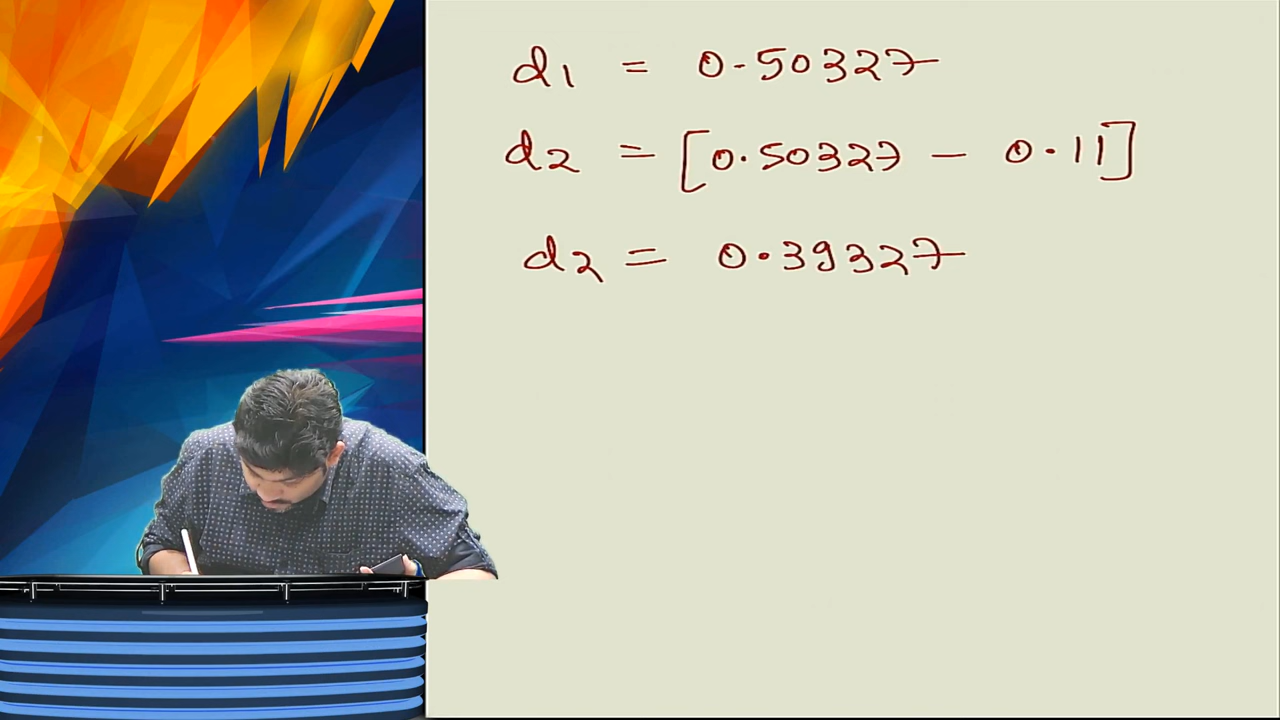 d1 = 0.50327
d2 = [0.50327 - 0.11]
d2 = 0.39327